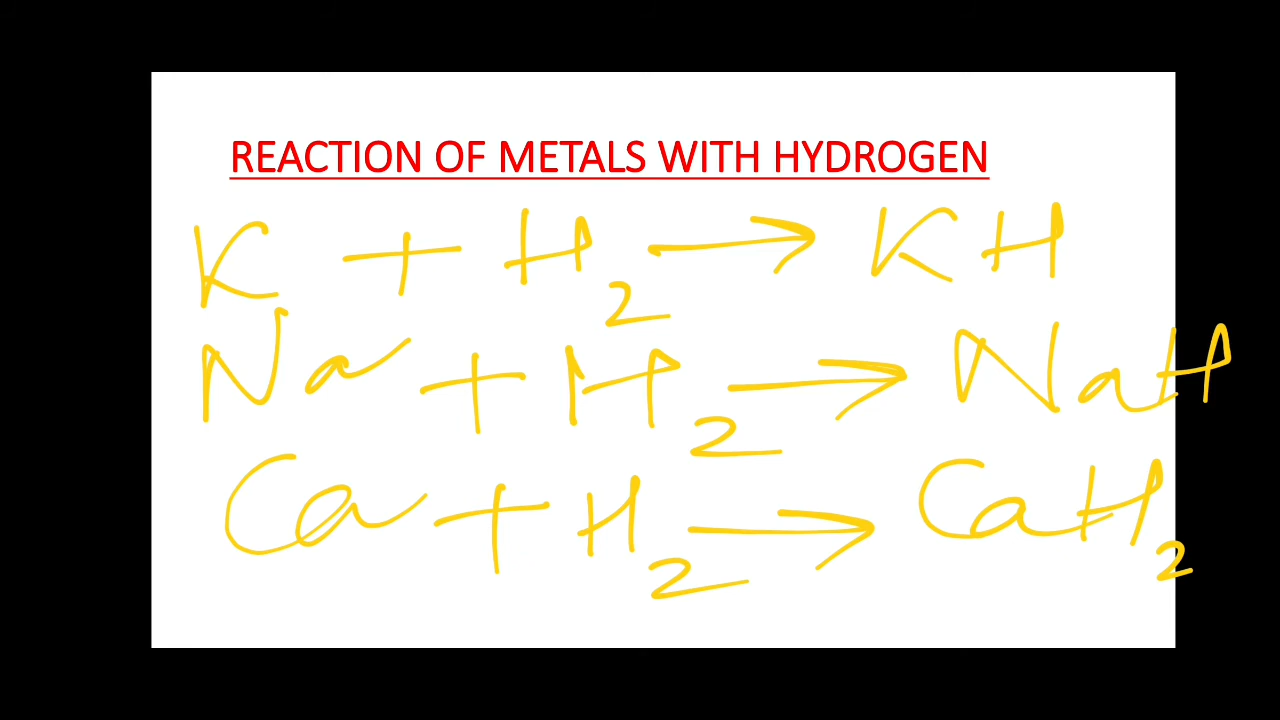 REACTION OF METALS WITH HYDROGEN
K + H₂ → KH
Na + H₂ → NaH
Ca + H₂ → CaH₂